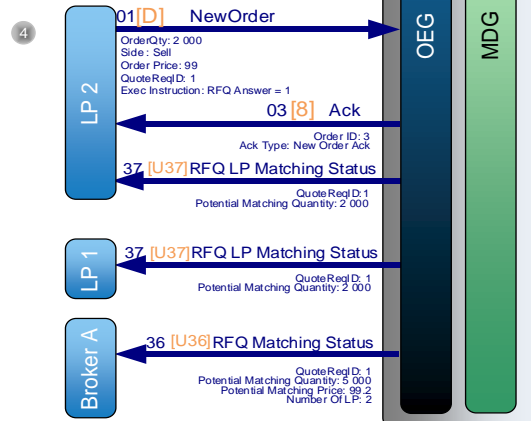 4
01 [D] NewOrder
OrderQty: 2 000
Side : Sell
Order Price: 99
QuoteReqID: 1
Exec Instruction: RFQ Answer = 1
LP 2
OEG
MDG
03 [8] Ack
Order ID: 3
Ack Type: New Order Ack
37 [U37] RFQ LP Matching Status
QuoteReqID: 1
Potential Matching Quantity: 2 000
LP 1
37 [U37] RFQ LP Matching Status
QuoteReqID: 1
Potential Matching Quantity: 2 000
Broker A
36 [U36] RFQ Matching Status
QuoteReqID: 1
Potential Matching Quantity: 5 000
Potential Matching Price: 99.2
Number Of LP: 2